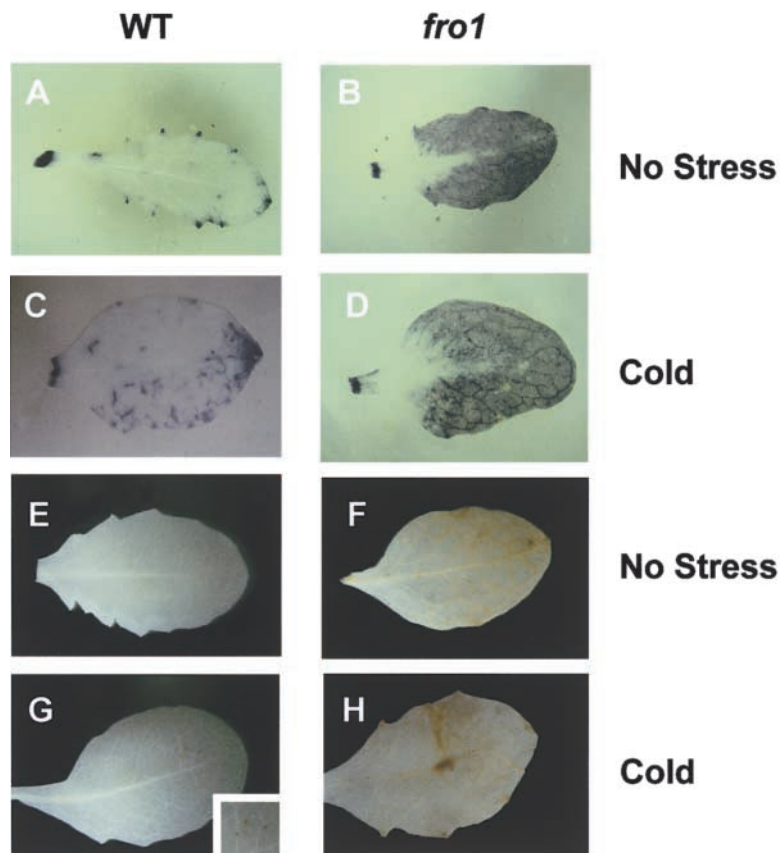 WT fro1
A B No Stress
C D Cold
E F No Stress
G H Cold